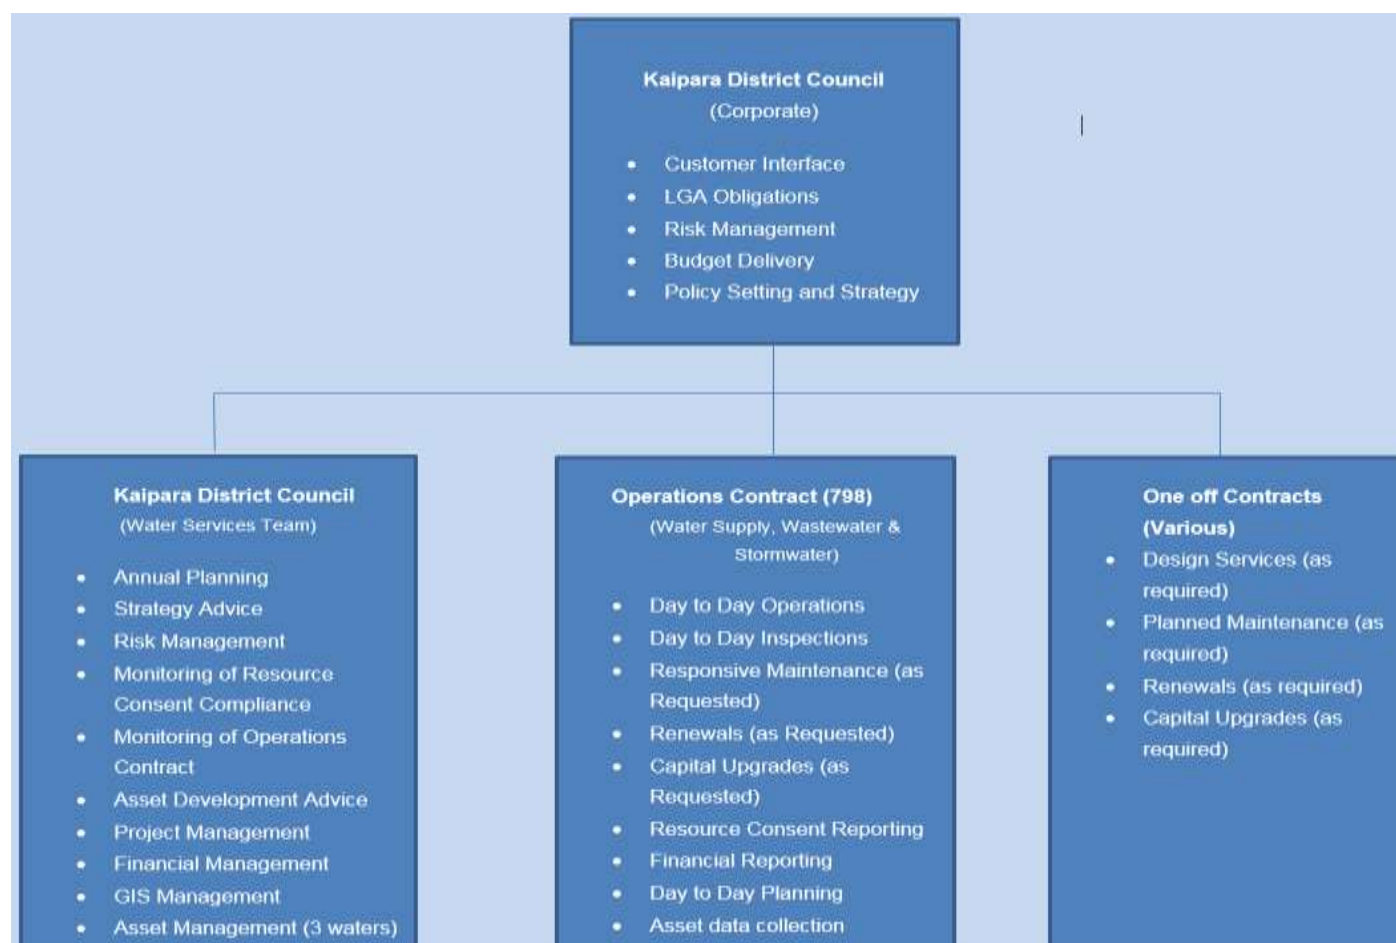 Kaipara District Council
(Corporate)
• Customer Interface
• LGA Obligations
• Risk Management
• Budget Delivery
• Policy Setting and Strategy
Kaipara District Council
(Water Services Team)
• Annual Planning
• Strategy Advice
• Risk Management
• Monitoring of Resource
Consent Compliance
• Monitoring of Operations
Contract
• Asset Development Advice
• Project Management
• Financial Management
• GIS Management
• Asset Management (3 waters)
Operations Contract (798)
(Water Supply, Wastewater &
Stormwater)
• Day to Day Operations
• Day to Day Inspections
• Responsive Maintenance (as
Requested)
• Renewals (as Requested)
• Capital Upgrades (as
Requested)
• Resource Consent Reporting
• Financial Reporting
• Day to Day Planning
• Asset data collection
One off Contracts
(Various)
• Design Services (as
required)
• Planned Maintenance (as
required)
• Renewals (as required)
• Capital Upgrades (as
required)